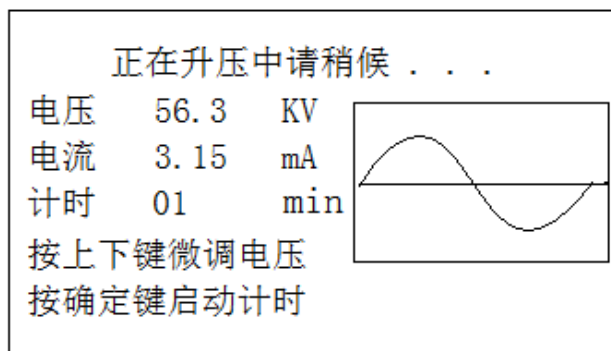 正在升压中请稍候 . . .
电压 56.3 KV
电流 3.15 mA
计时 01 min
按上下键微调电压
按确定键启动计时